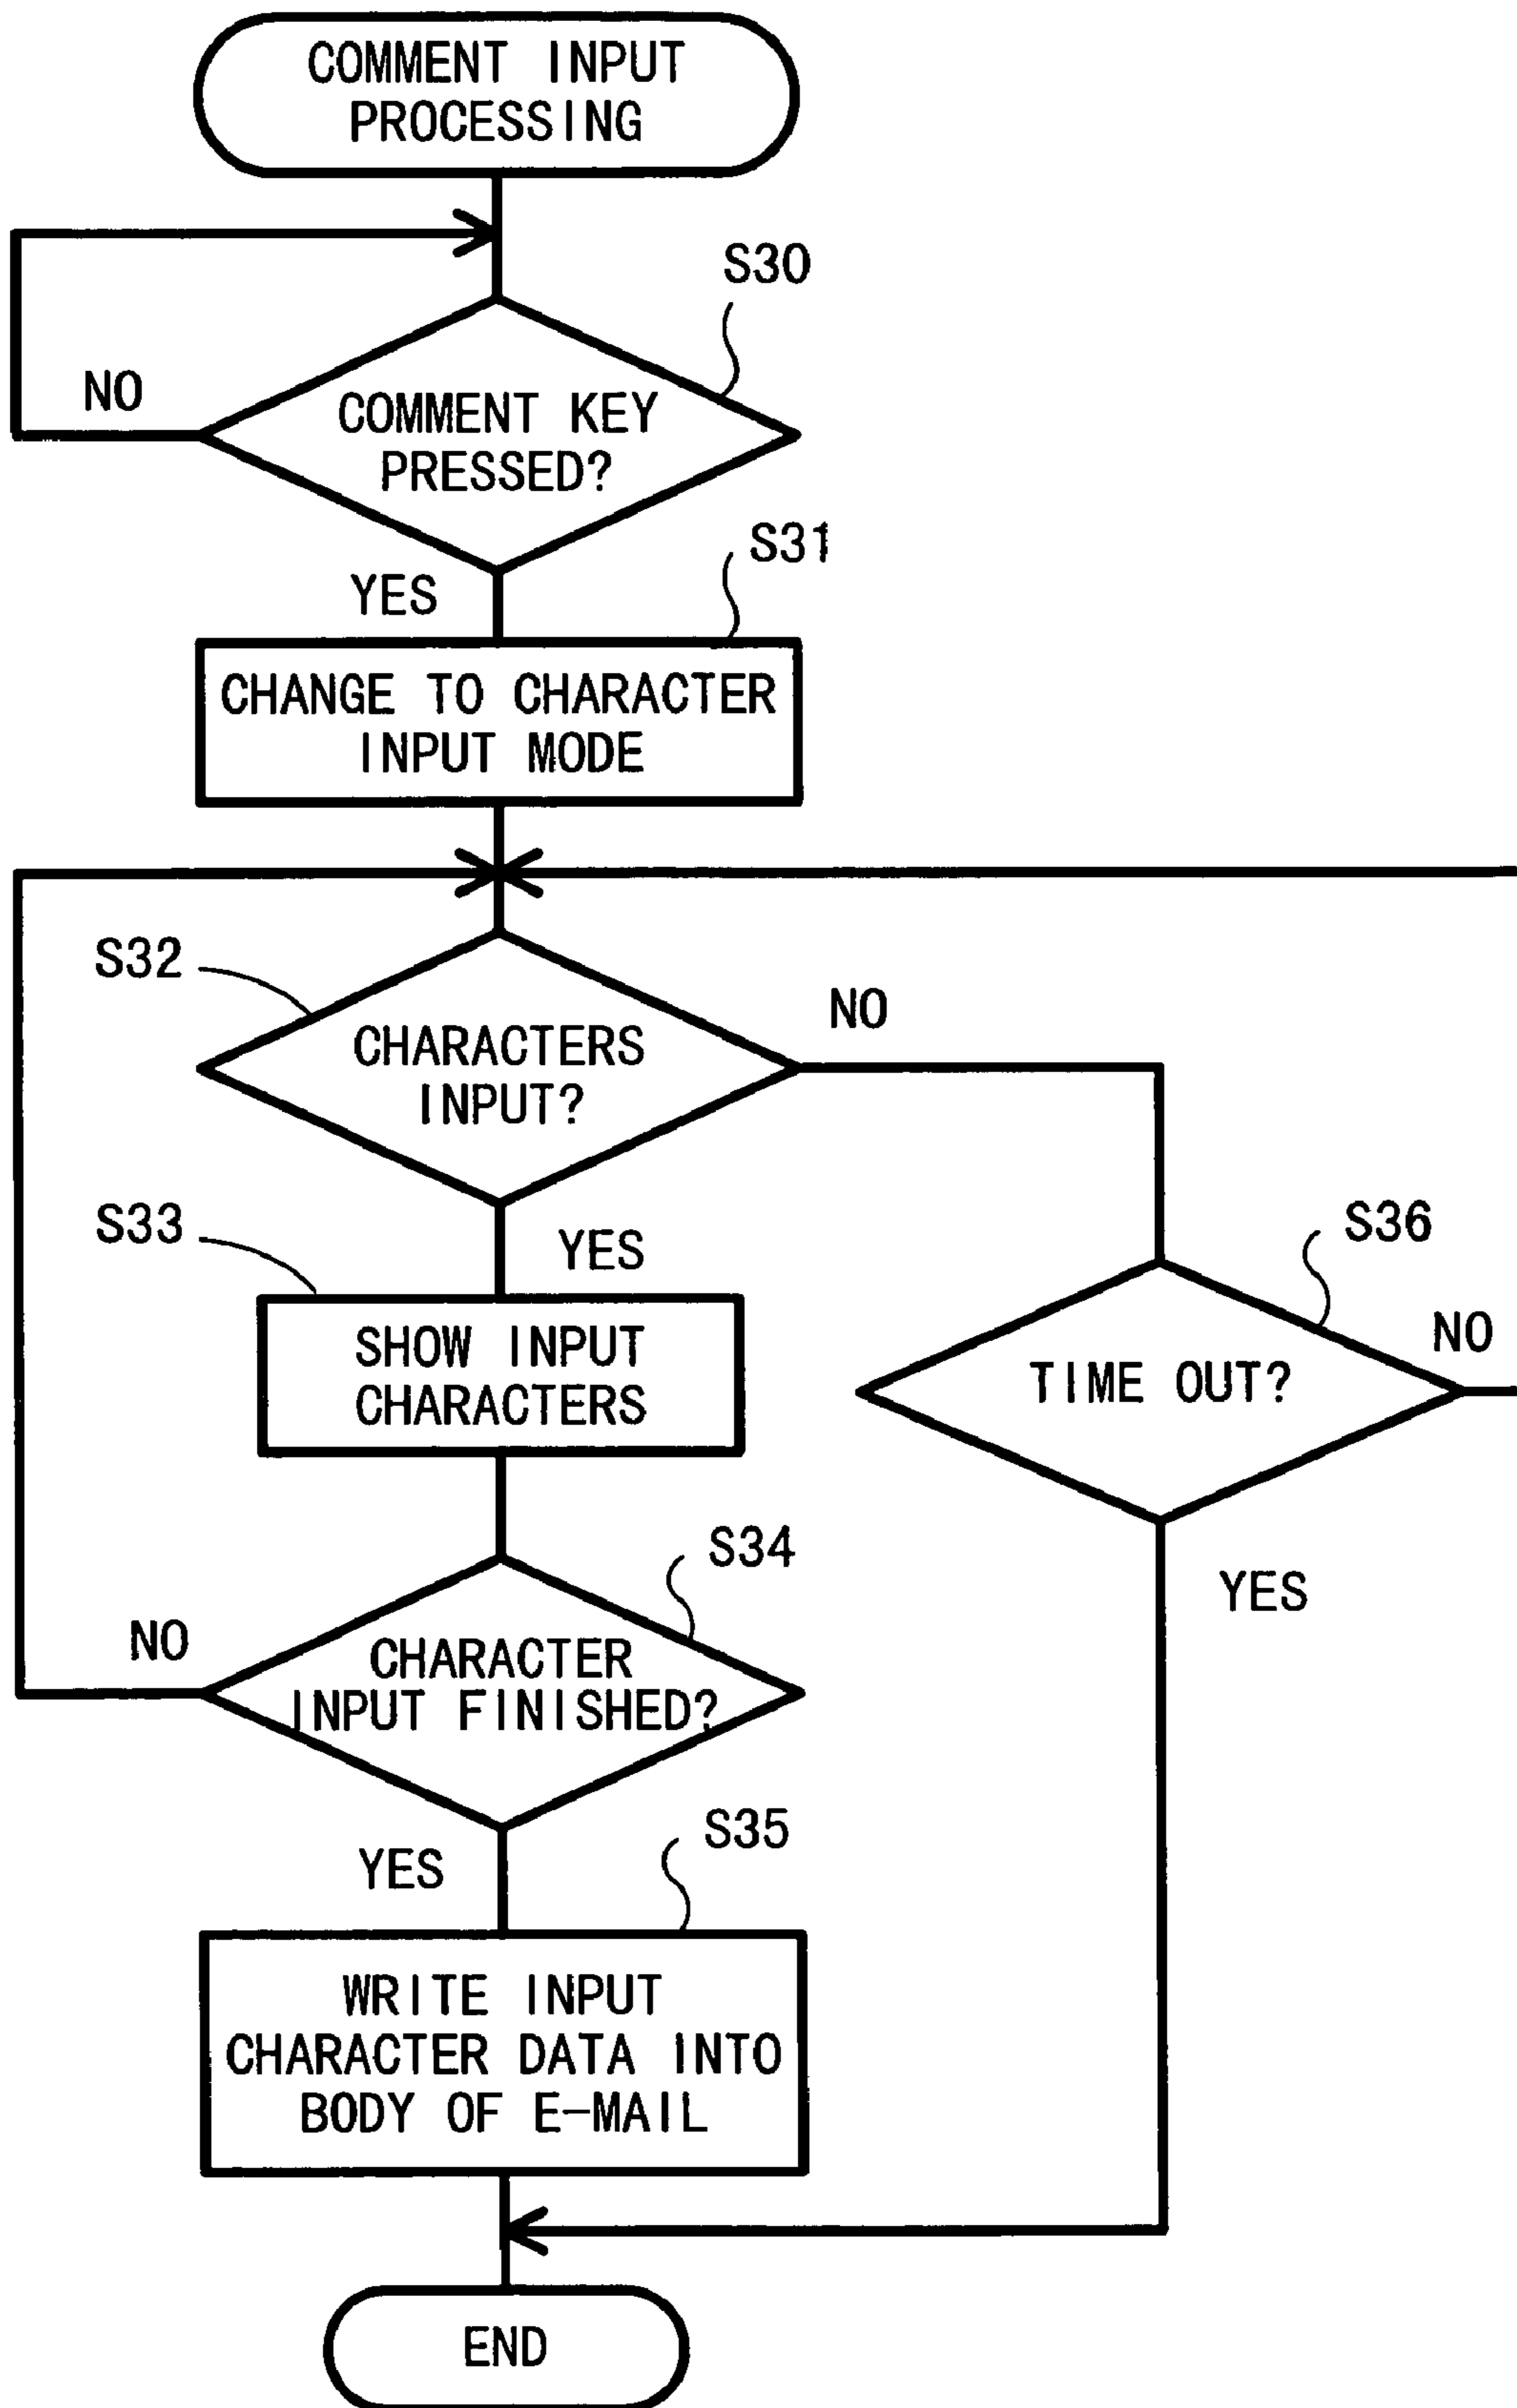 COMMENT INPUT
PROCESSING
S30
NO
COMMENT KEY
PRESSED?
S31
YES
CHANGE TO CHARACTER
INPUT MODE
S32
NO
CHARACTERS
INPUT?
S33
YES
S36
SHOW INPUT
CHARACTERS
NO
TIME OUT?
S34
YES
NO
CHARACTER
INPUT FINISHED?
S35
YES
WRITE INPUT
CHARACTER DATA INTO
BODY OF E-MAIL
END